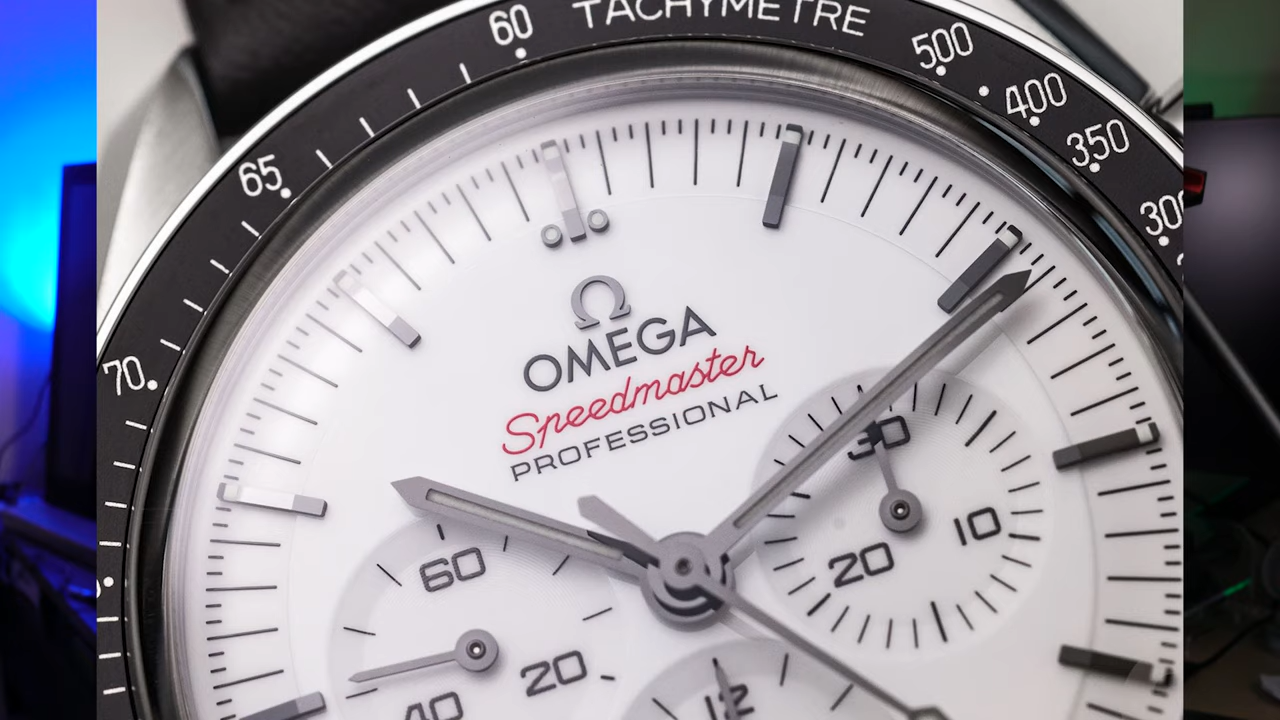 TACHYMETRE
60
500
400
350
300
65
70
Ω
OMEGA
Speedmaster
PROFESSIONAL
30
10
20
60
20
40
12